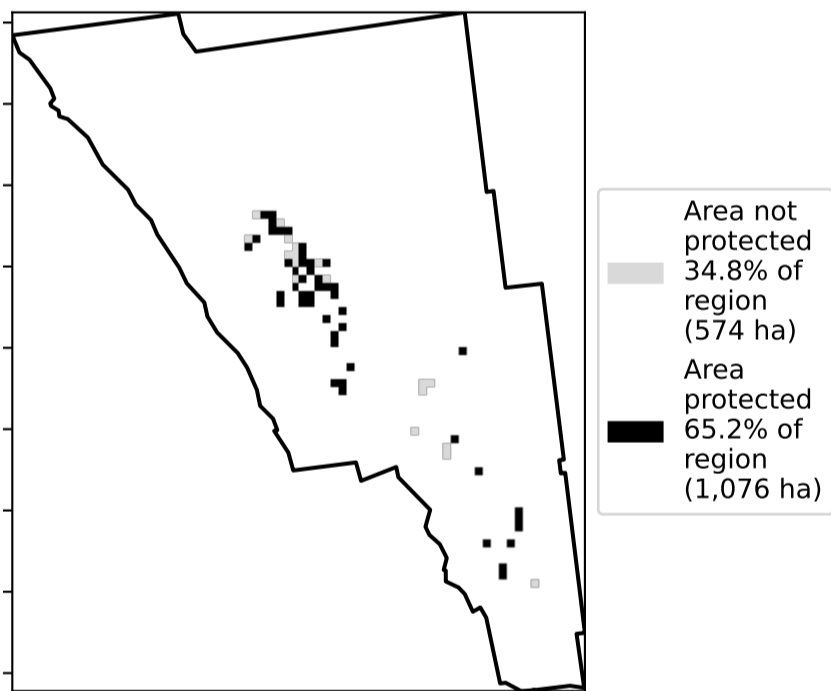 Area not
protected
34.8% of
region
(574 ha)
Area
protected
65.2% of
region
(1,076 ha)